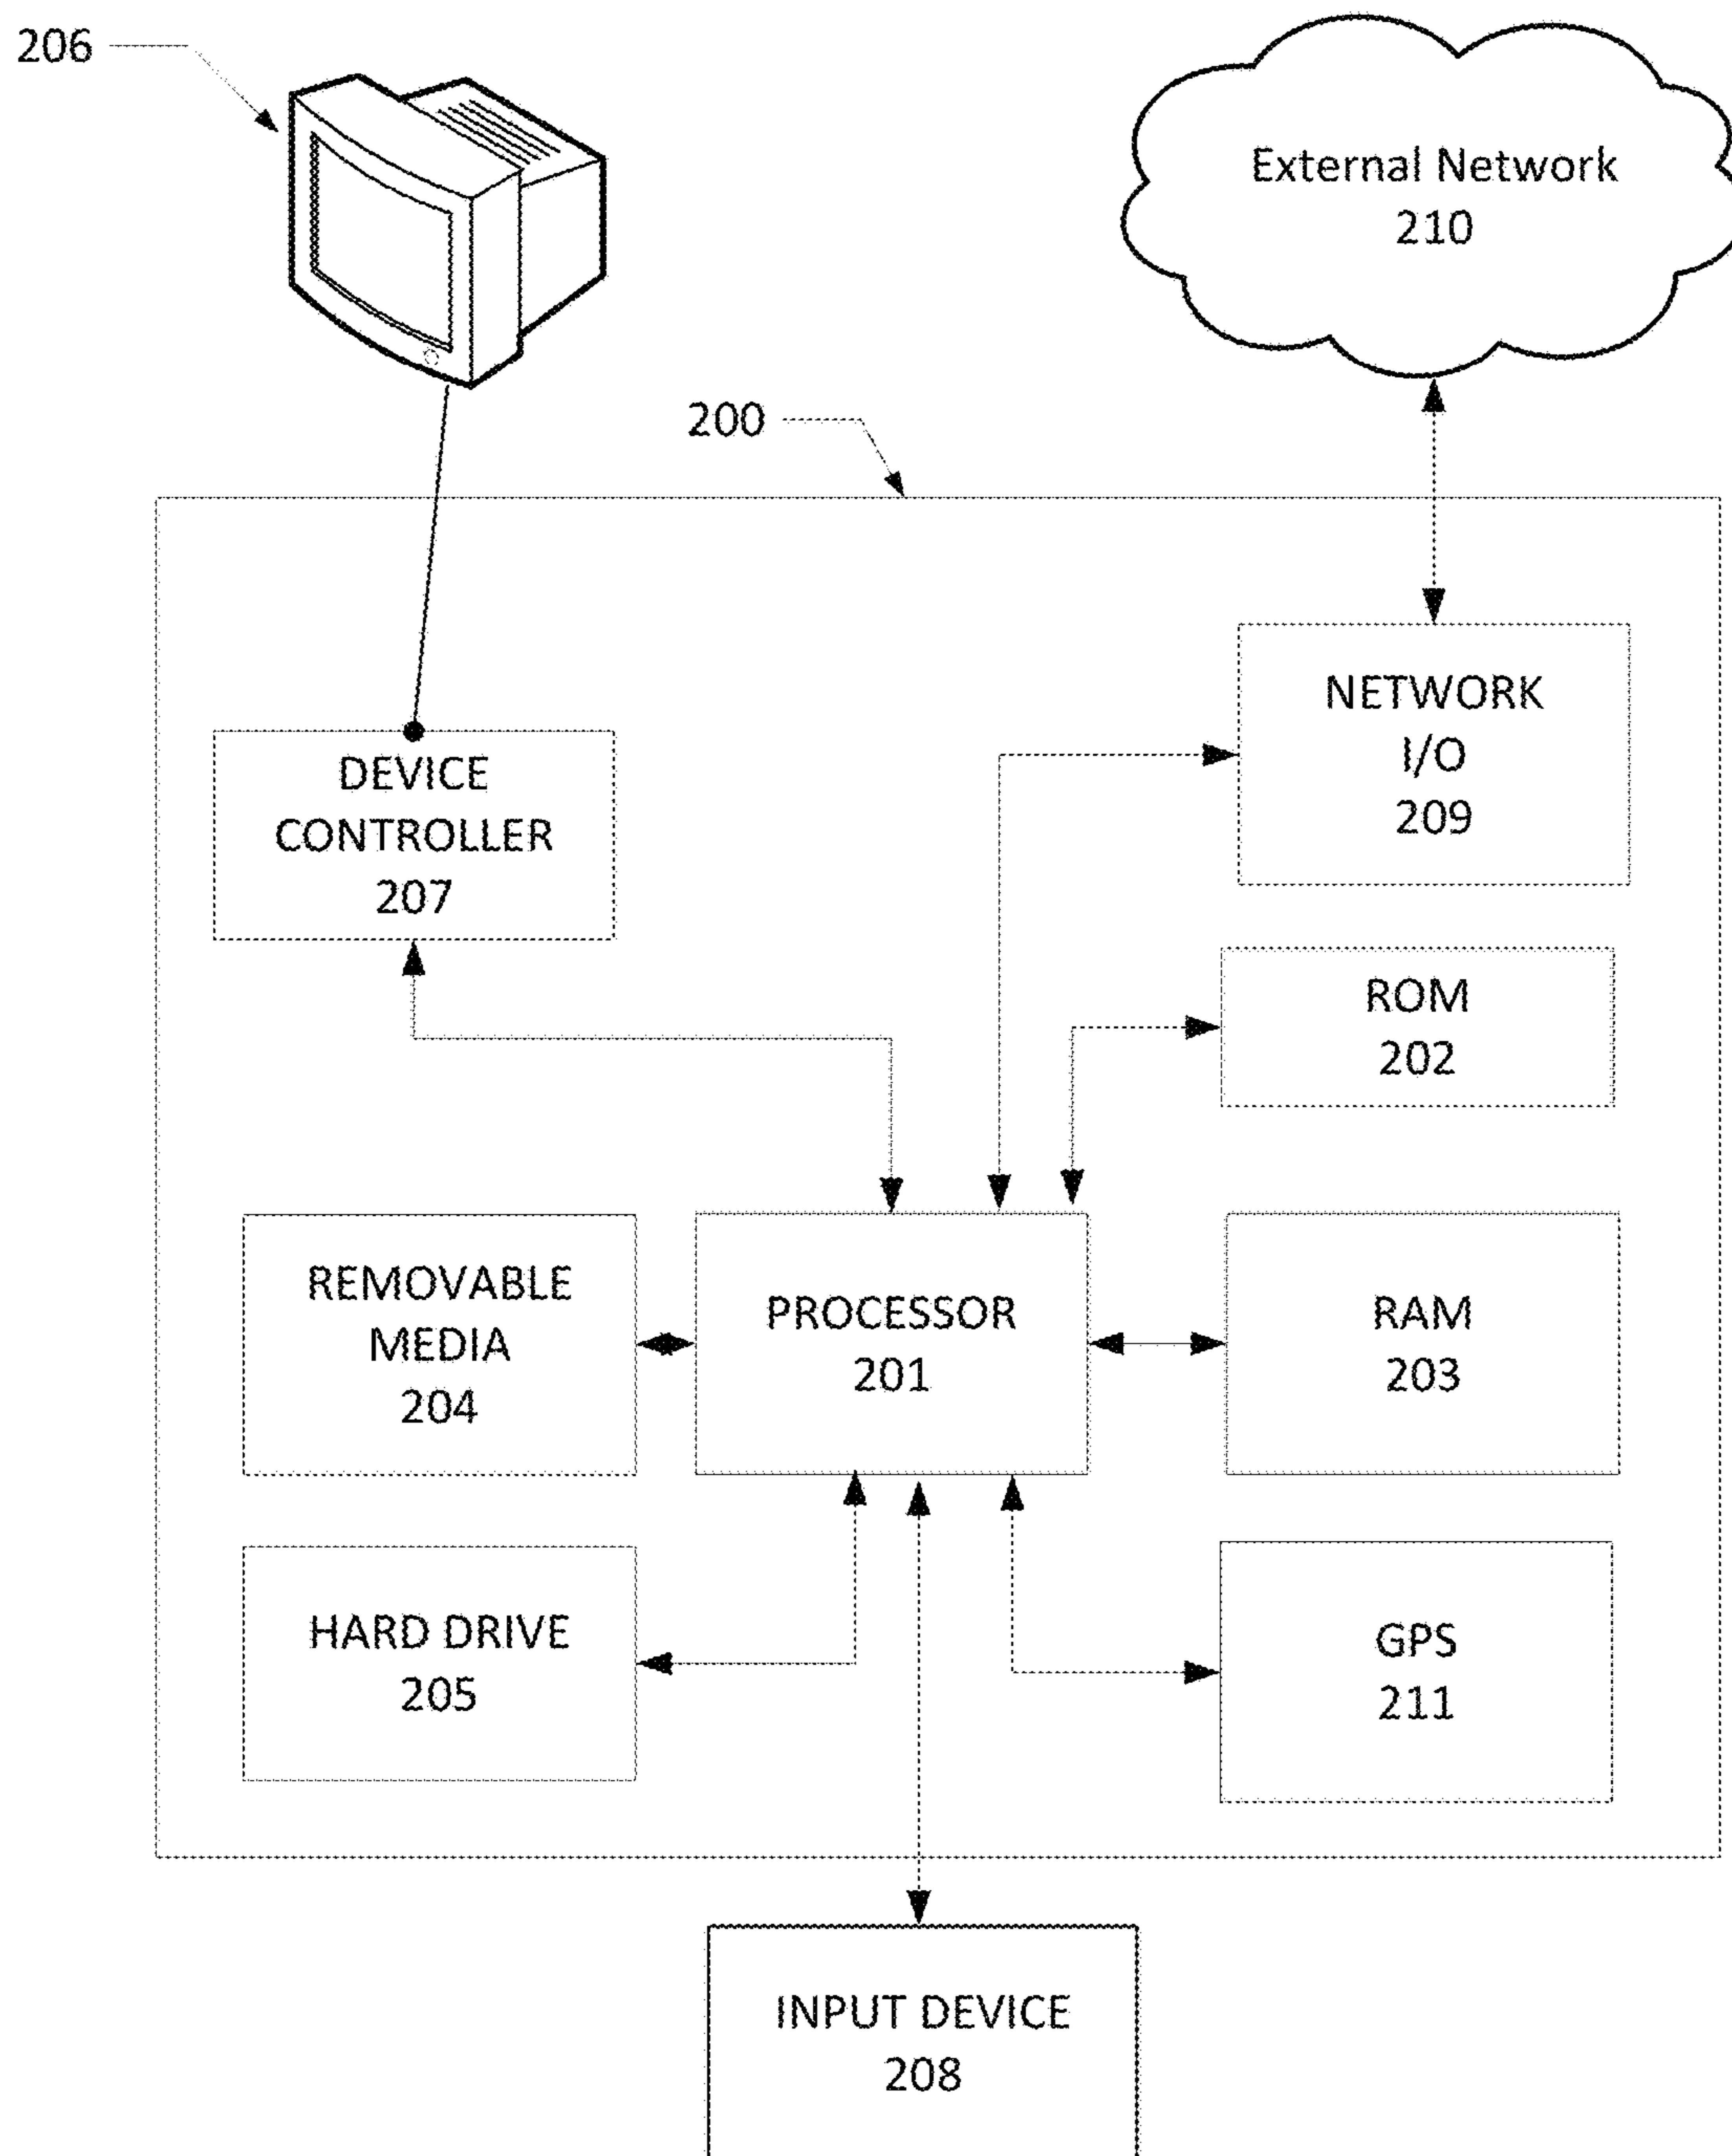 206
External Network
210
200
NETWORK
I/O
209
DEVICE
CONTROLLER
207
ROM
202
REMOVABLE
MEDIA
204
PROCESSOR
201
RAM
203
HARD DRIVE
205
GPS
211
INPUT DEVICE
208